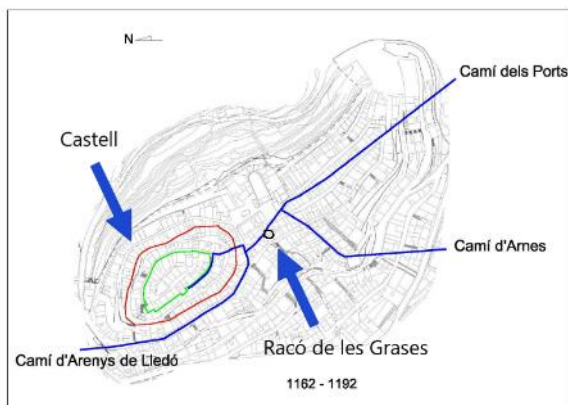 N
Camí dels Ports
Castell
Camí d'Arnes
Racó de les Grases
Camí d'Arenys de Lledó
1162 - 1192